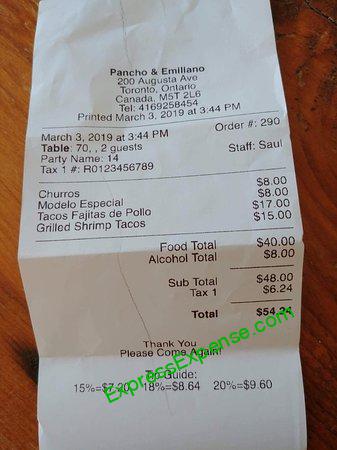 Pancho & Emiliano
200 Augusta Ave
Toronto, Ontario
Canada, M5T 2L6
Tel: 4169258454
Printed March 3, 2019 at 3:44 PM
March 3, 2019 at 3:44 PM Order #: 290
Table: 70, , 2 guests Staff: Saul
Party Name: 14
Tax 1 #: R0123456789
Churros $8.00
Modelo Especial $8.00
Tacos Fajitas de Pollo $17.00
Grilled Shrimp Tacos $15.00
Food Total $40.00
Alcohol Total $8.00
Sub Total $48.00
Tax 1 $6.24
Total $54.24
Thank You
Please Come Again!
Tip Guide:
15%=$7.20 18%=$8.64 20%=$9.60
ExpressExpense.com